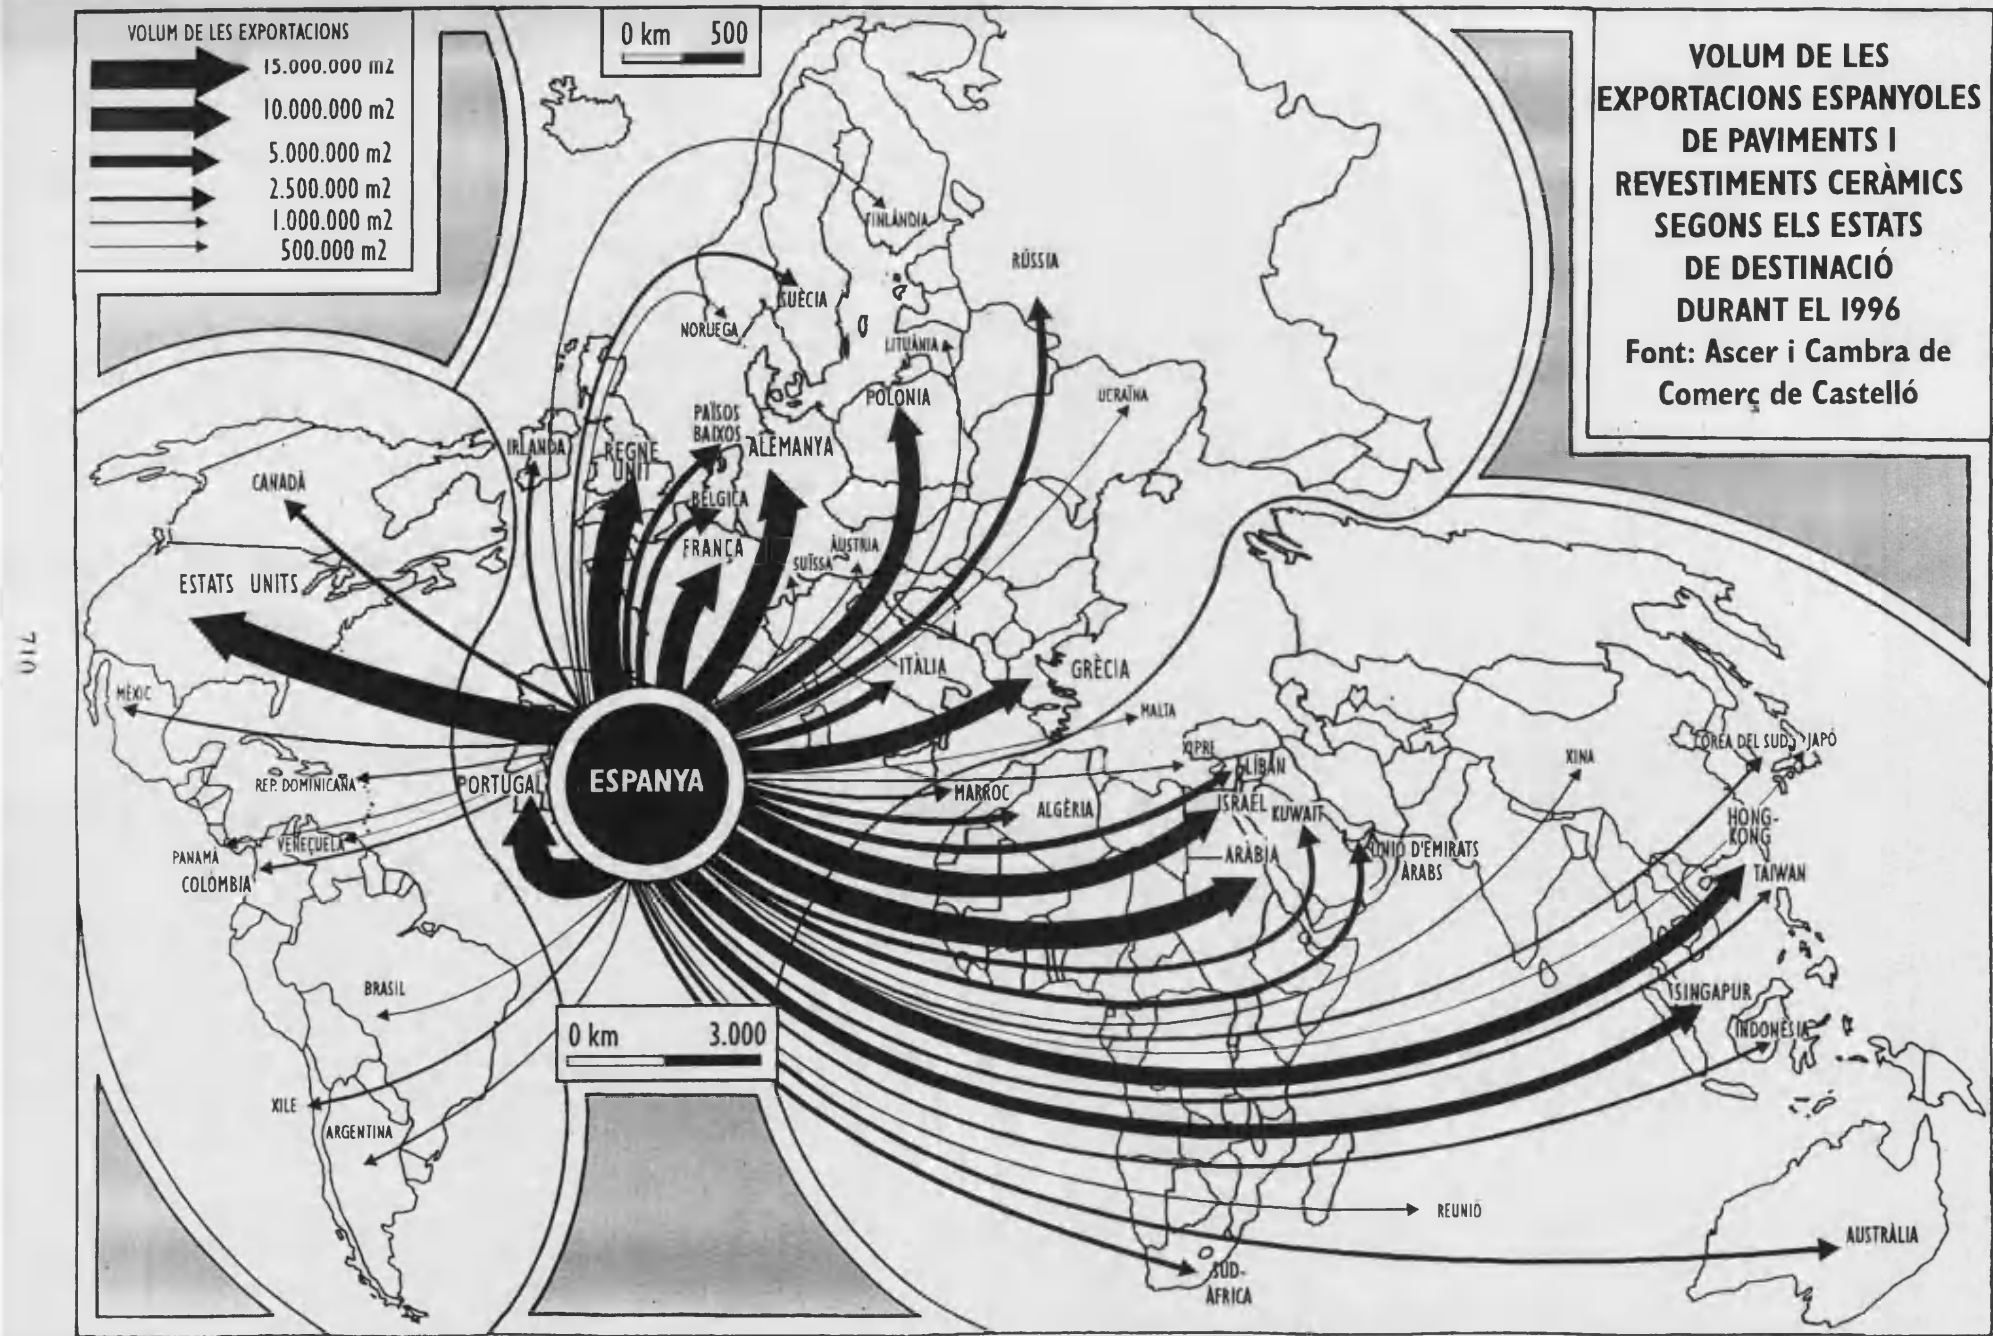 VOLUM DE LES EXPORTACIONS
15.000.000 m2
10.000.000 m2
5.000.000 m2
2.500.000 m2
1.000.000 m2
500.000 m2
0 km 500
VOLUM DE LES
EXPORTACIONS ESPANYOLES
DE PAVIMENTS I
REVESTIMENTS CERÀMICS
SEGONS ELS ESTATS
DE DESTINACIÓ
DURANT EL 1996
Font: Ascer i Cambra de
Comerç de Castelló
FINLÀNDIA
RÚSSIA
SUÈCIA
NORUEGA
LITUÀNIA
POLONIA
UCRAÏNA
PAÏSOS
BAIXOS
ALEMANYA
IRLANDA
REGNE
UNIT
BÈLGICA
FRANÇA
ÀUSTRIA
SUÏSSA
CANADÀ
ESTATS UNITS
MÈXIC
ITÀLIA
GRÈCIA
MALTA
XIPRE
COREA DEL SUD
JAPÓ
XINA
LÍBAN
REP. DOMINICANA
PORTUGAL
ESPANYA
MARROC
ALGÈRIA
ISRAEL
KUWAIT
HONG-
KONG
VENEÇUELA
PANAMÀ
COLÒMBIA
ARÀBIA
UNIÓ D'EMIRATS
ÀRABS
TAIWAN
BRASIL
SINGAPUR
INDONÈSIA
0 km 3.000
XILE
ARGENTINA
REUNIÓ
AUSTRÀLIA
SUD-
ÀFRICA
710